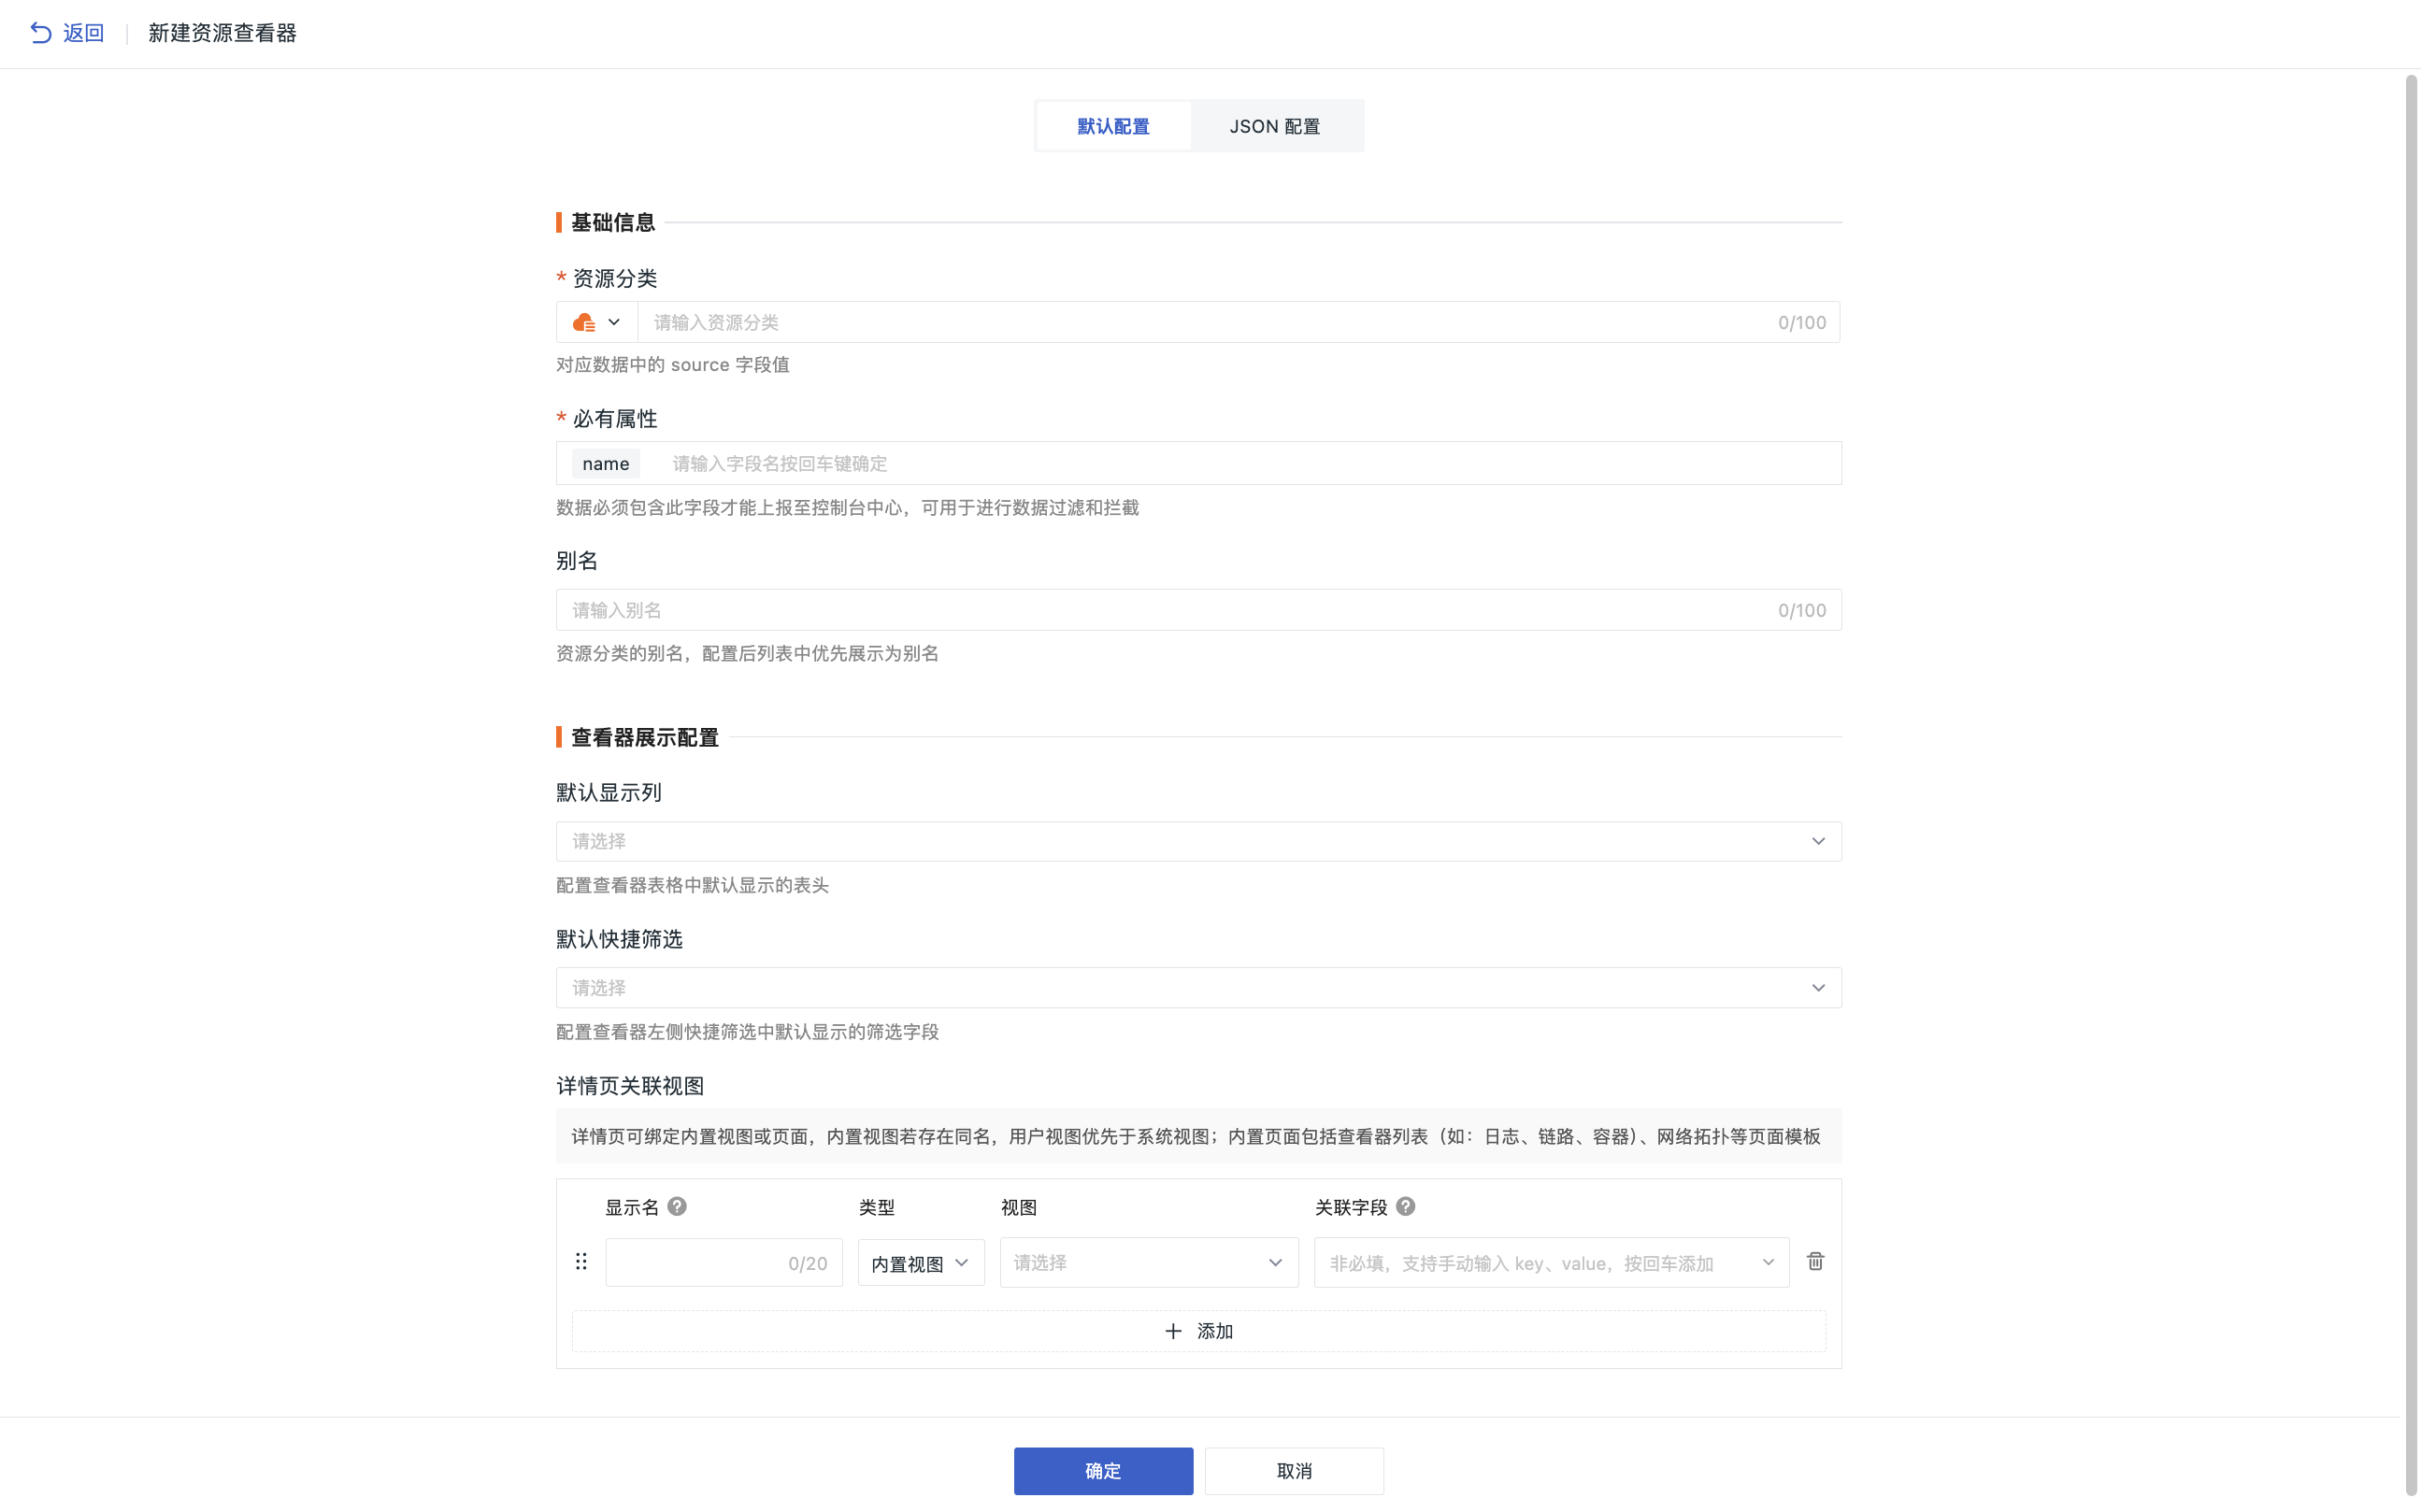 返回 新建资源查看器
默认配置 JSON 配置
基础信息
* 资源分类
请输入资源分类 0/100
对应数据中的 source 字段值
* 必有属性
name 请输入字段名按回车键确定
数据必须包含此字段才能上报至控制台中心，可用于进行数据过滤和拦截
别名
请输入别名 0/100
资源分类的别名，配置后列表中优先展示为别名
查看器展示配置
默认显示列
请选择
配置查看器表格中默认显示的表头
默认快捷筛选
请选择
配置查看器左侧快捷筛选中默认显示的筛选字段
详情页关联视图
详情页可绑定内置视图或页面，内置视图若存在同名，用户视图优先于系统视图；内置页面包括查看器列表（如：日志、链路、容器）、网络拓扑等页面模板
显示名 ? 类型 视图 关联字段 ?
0/20 内置视图 请选择 非必填，支持手动输入 key、value，按回车添加
添加
确定 取消